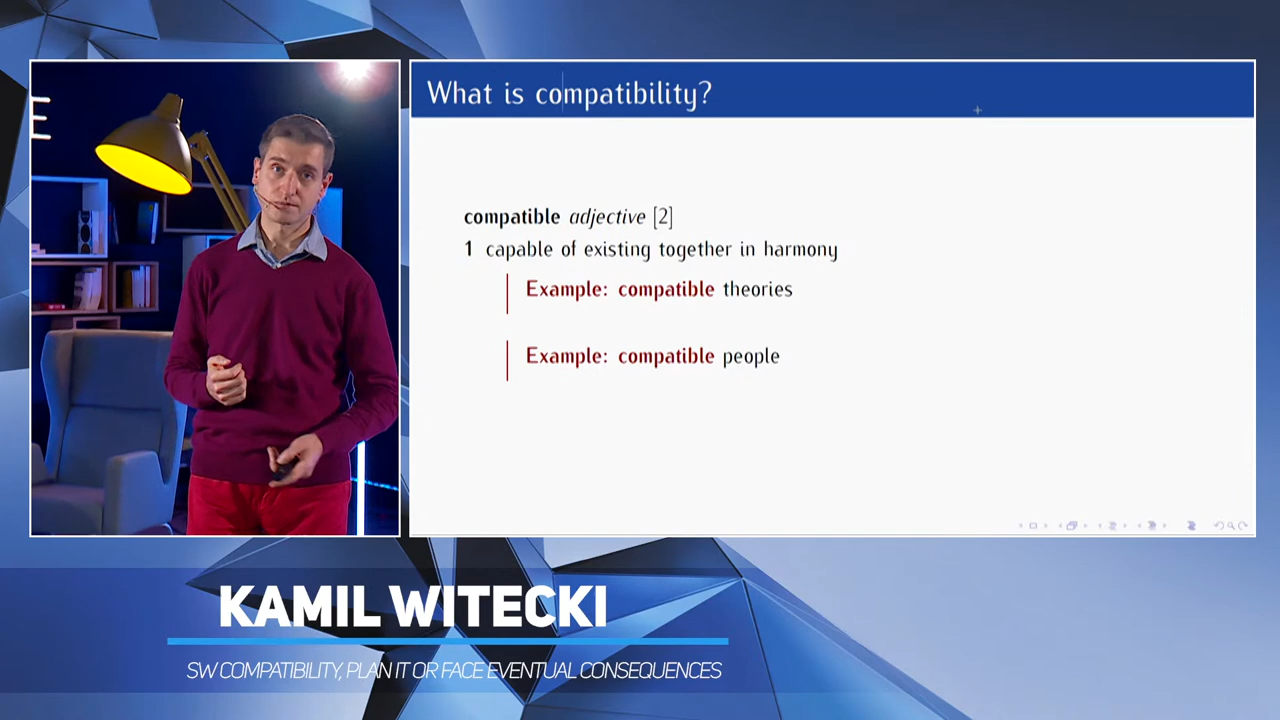 E
What is compatibility?
compatible adjective [2]
1 capable of existing together in harmony
Example: compatible theories
Example: compatible people
KAMIL WITECKI
SW COMPATIBILITY, PLAN IT OR FACE EVENTUAL CONSEQUENCES